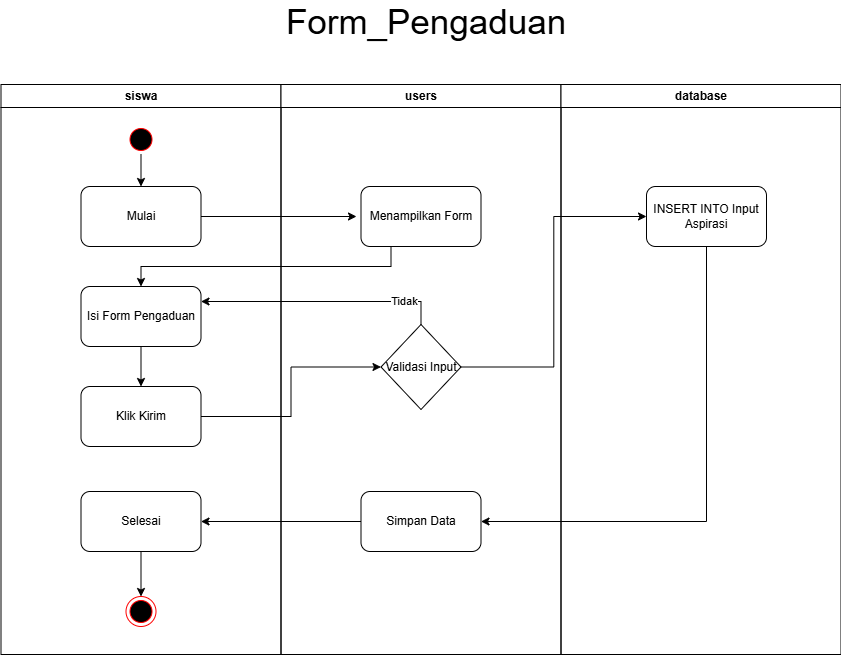 Form_Pengaduan
siswa
users
database
Mulai
Menampilkan Form
INSERT INTO Input
Aspirasi
Isi Form Pengaduan
Tidak
Validasi Input
Klik Kirim
Selesai
Simpan Data